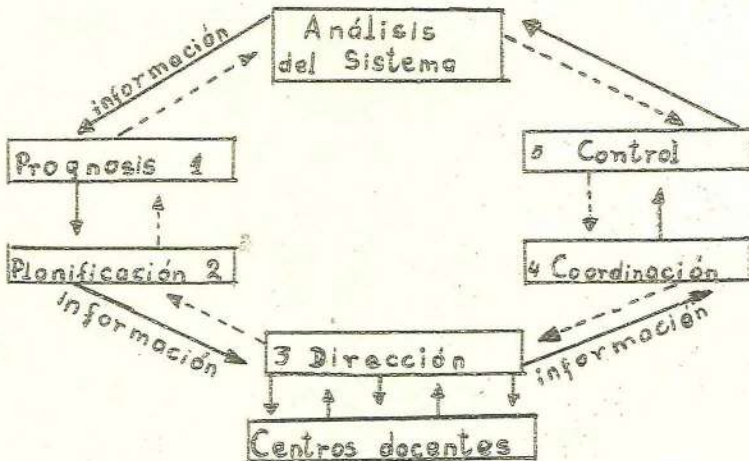 Análisis
del Sistema
información
Prognosis 1
5 Control
Planificación 2
4 Coordinación
información
3 Dirección
información
Centros docentes